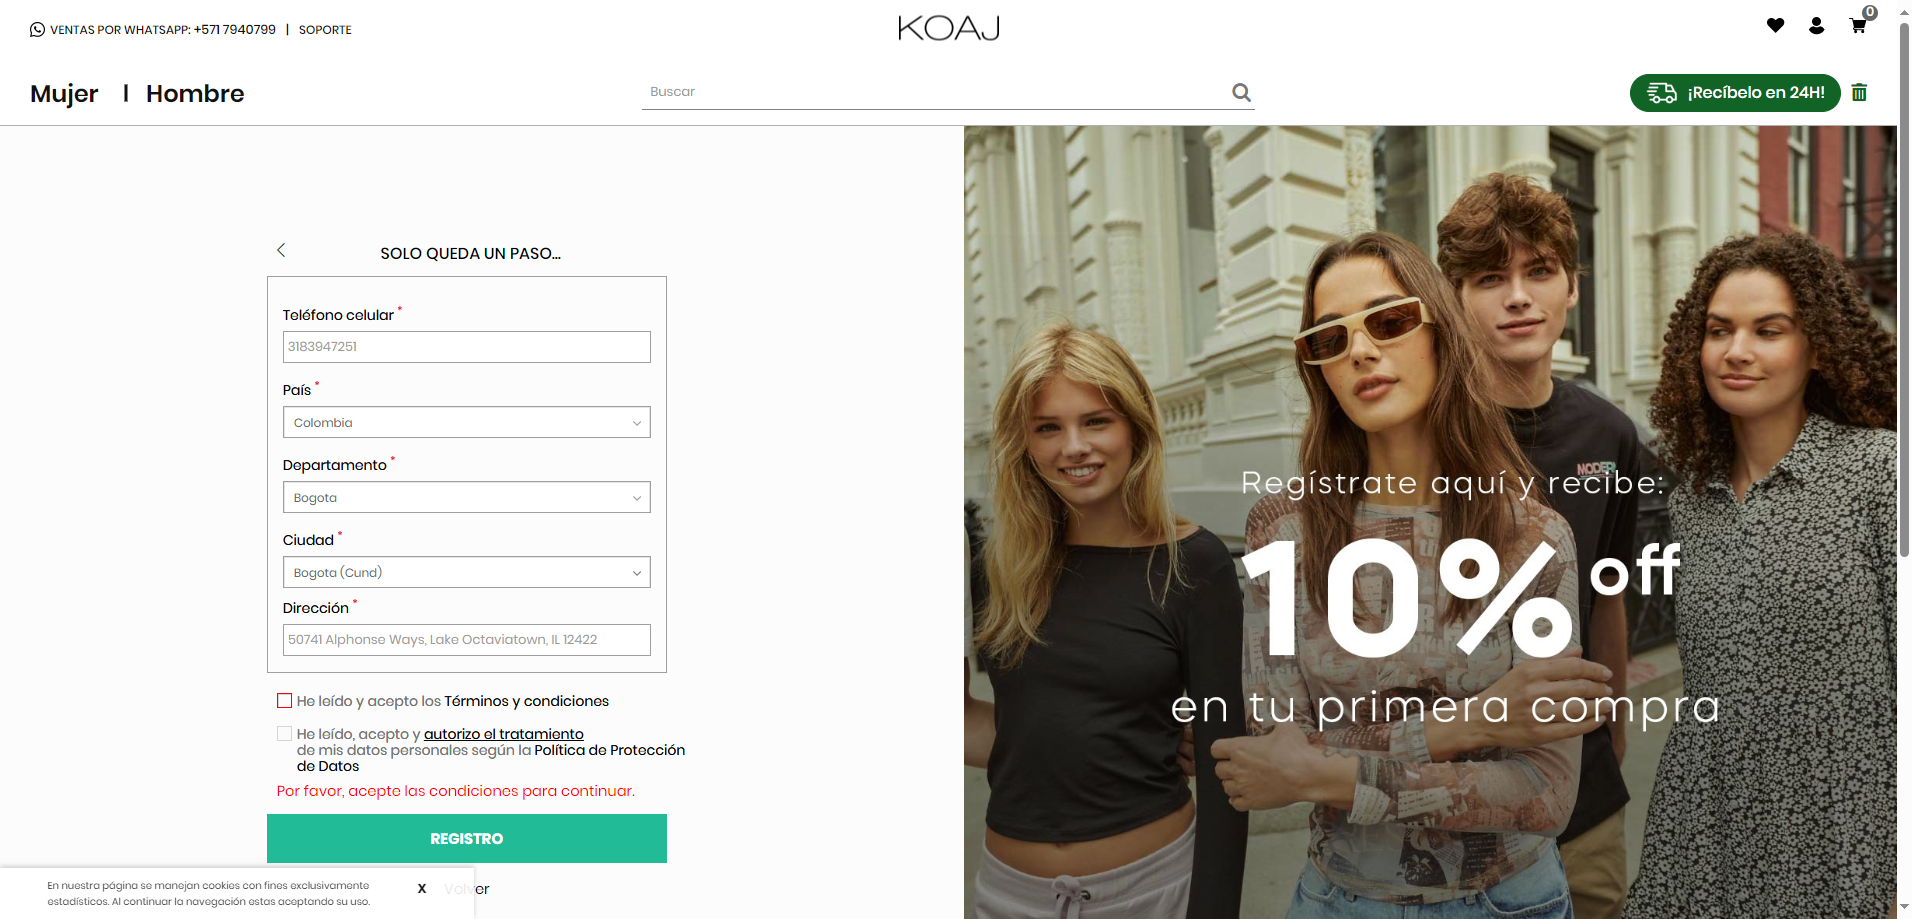 VENTAS POR WHATSAPP: +571 7940799 | SOPORTE
KOAJ
0
Mujer | Hombre
Buscar
¡Recíbelo en 24H!
SOLO QUEDA UN PASO...
Teléfono celular *
3183947251
País *
Colombia
Departamento *
Bogota
Ciudad *
Bogota (Cund)
Dirección *
50741 Alphonse Ways, Lake Octaviatown, IL 12422
He leído y acepto los Términos y condiciones
He leído, acepto y autorizo el tratamiento
de mis datos personales según la Política de Protección
de Datos
Por favor, acepte las condiciones para continuar.
REGISTRO
Volver
En nuestra página se manejan cookies con fines exclusivamente
estadísticos. Al continuar la navegación estas aceptando su uso.
X
MODERN
Regístrate aquí y recibe:
10% off
en tu primera compra